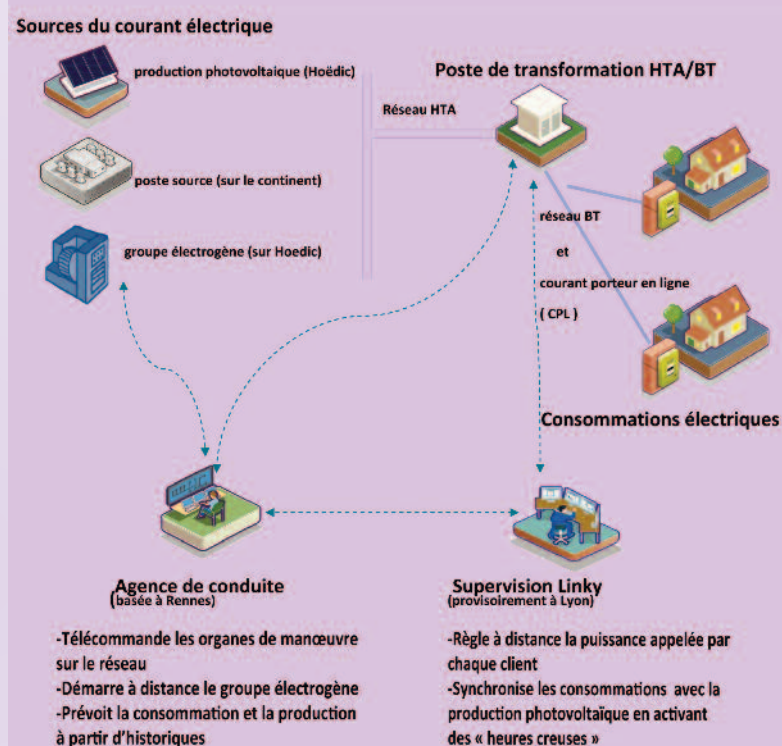 Sources du courant électrique
production photovoltaique (Hoëdic)
Poste de transformation HTA/BT
Réseau HTA
poste source (sur le continent)
réseau BT
et
courant porteur en ligne
( CPL )
groupe électrogène (sur Hoedic)
Consommations électriques
Agence de conduite
(basée à Rennes)
-Télécommande les organes de manœuvre
sur le réseau
-Démarre à distance le groupe électrogène
-Prévoit la consommation et la production
à partir d'historiques
Supervision Linky
(provisoirement à Lyon)
-Règle à distance la puissance appelée par
chaque client
-Synchronise les consommations avec la
production photovoltaïque en activant
des « heures creuses »